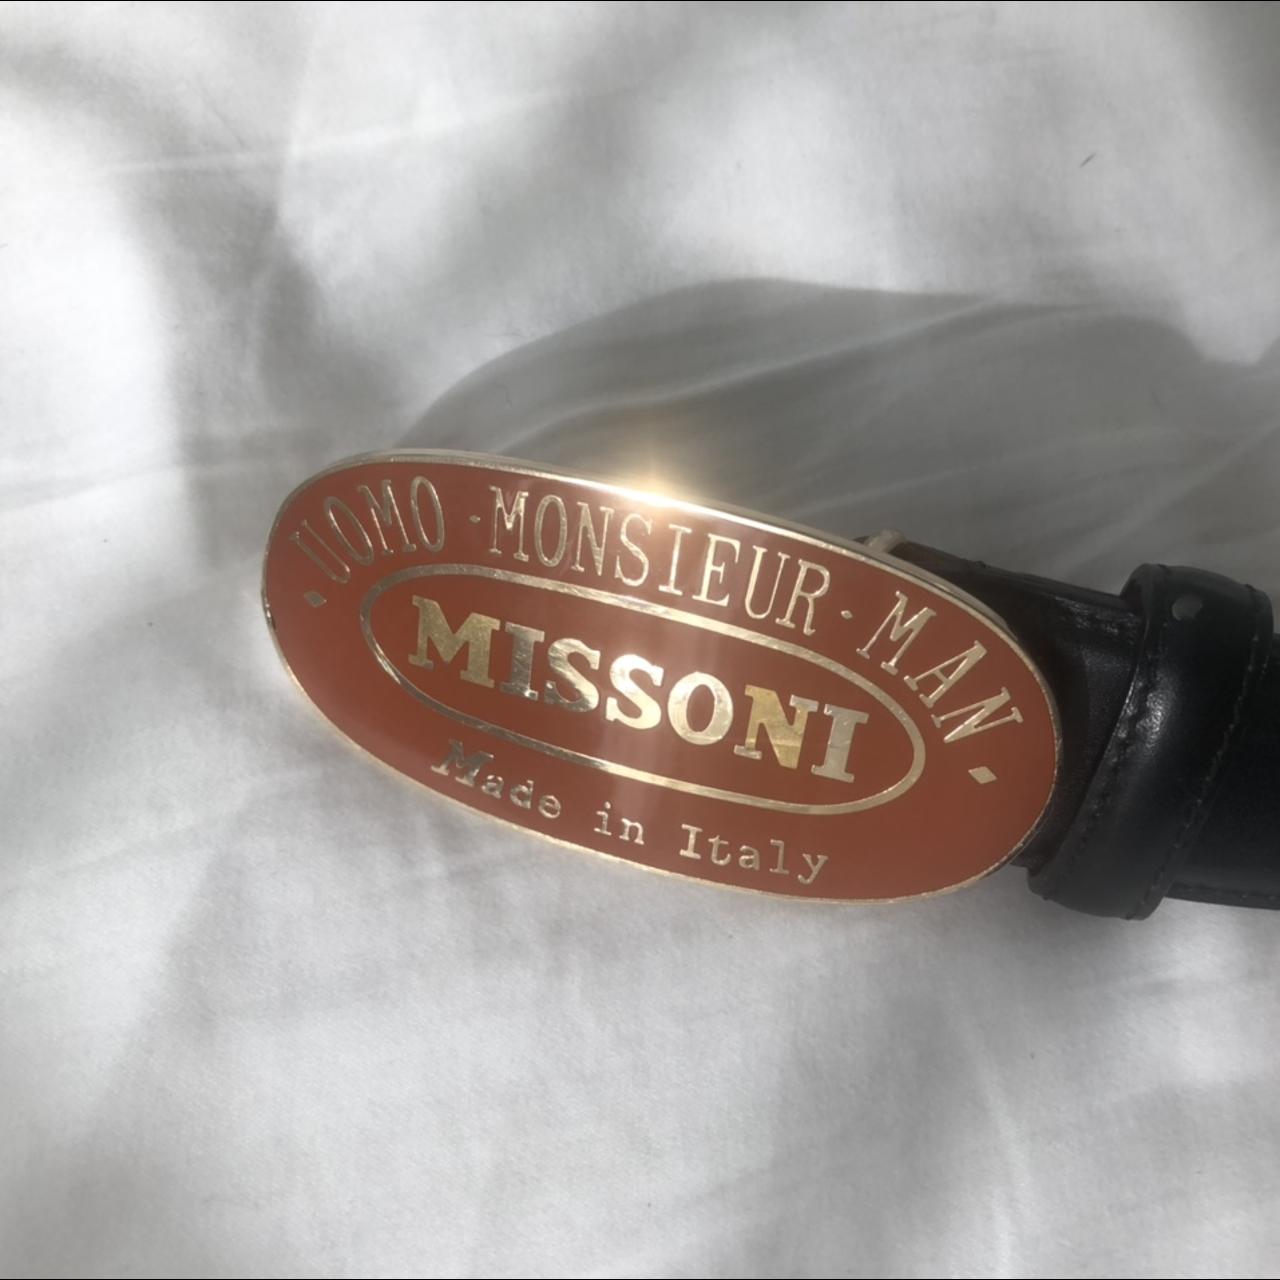 UOMO · MONSIEUR · MAN
MISSONI
Made in Italy